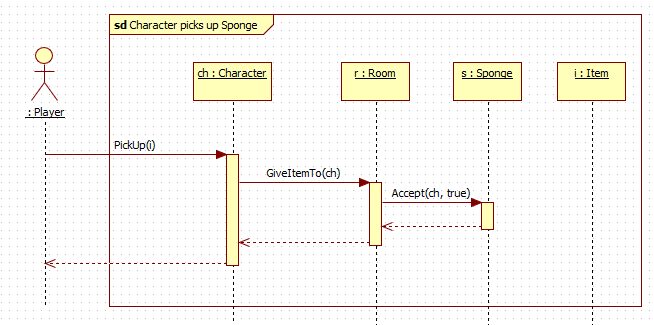 sd Character picks up Sponge
ch : Character
r : Room
s : Sponge
i : Item
: Player
PickUp(i)
GiveItemTo(ch)
Accept(ch, true)